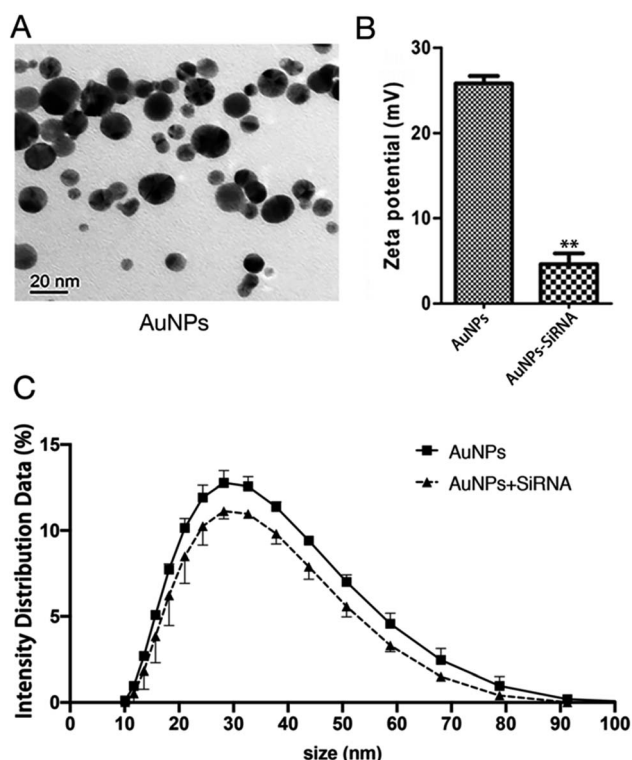 A
20 nm
AuNPs
B
Zeta potential (mV)
30
20
10
0
**
AuNPs
AuNPs-SiRNA
C
Intensity Distribution Data (%)
15
10
5
0
AuNPs
AuNPs+SiRNA
0 10 20 30 40 50 60 70 80 90 100
size (nm)